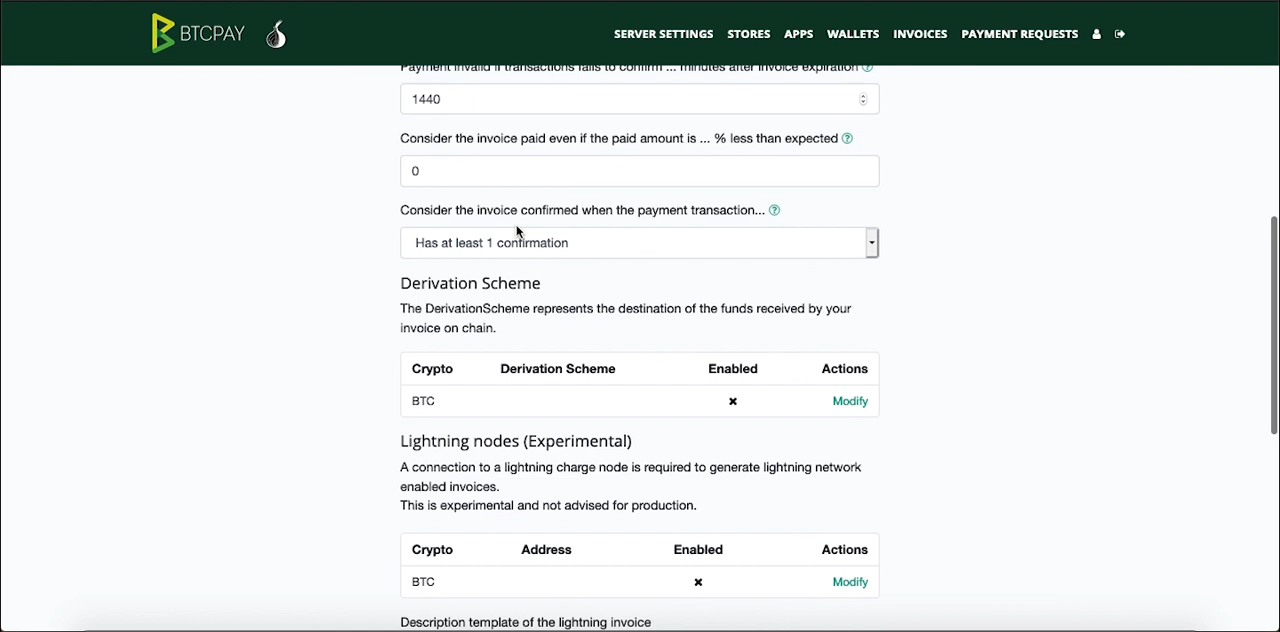 BTCPAY
SERVER SETTINGS STORES APPS WALLETS INVOICES PAYMENT REQUESTS
Payment invalid if transactions fails to confirm ... minutes after invoice expiration
1440
Consider the invoice paid even if the paid amount is ... % less than expected
0
Consider the invoice confirmed when the payment transaction...
Has at least 1 confirmation
Derivation Scheme
The DerivationScheme represents the destination of the funds received by your
invoice on chain.
Crypto Derivation Scheme Enabled Actions
BTC Modify
Lightning nodes (Experimental)
A connection to a lightning charge node is required to generate lightning network
enabled invoices.
This is experimental and not advised for production.
Crypto Address Enabled Actions
BTC Modify
Description template of the lightning invoice